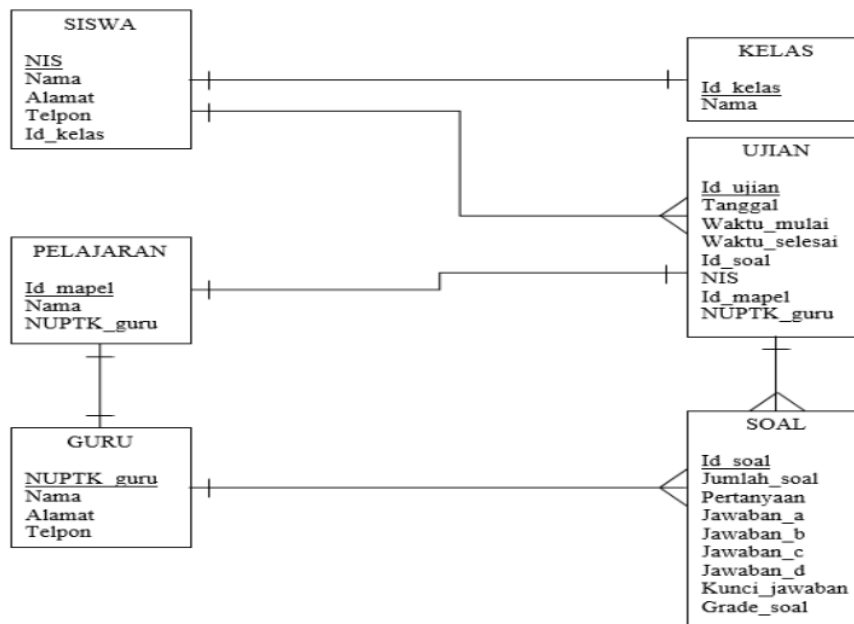 SISWA
NIS
Nama
Alamat
Telpon
Id_kelas
KELAS
Id_kelas
Nama
UJIAN
Id_ujian
Tanggal
Waktu_mulai
Waktu_selesai
Id_soal
NIS
Id_mapel
NUPTK_guru
PELAJARAN
Id_mapel
Nama
NUPTK_guru
GURU
NUPTK_guru
Nama
Alamat
Telpon
SOAL
Id_soal
Jumlah_soal
Pertanyaan
Jawaban_a
Jawaban_b
Jawaban_c
Jawaban_d
Kunci_jawaban
Grade_soal